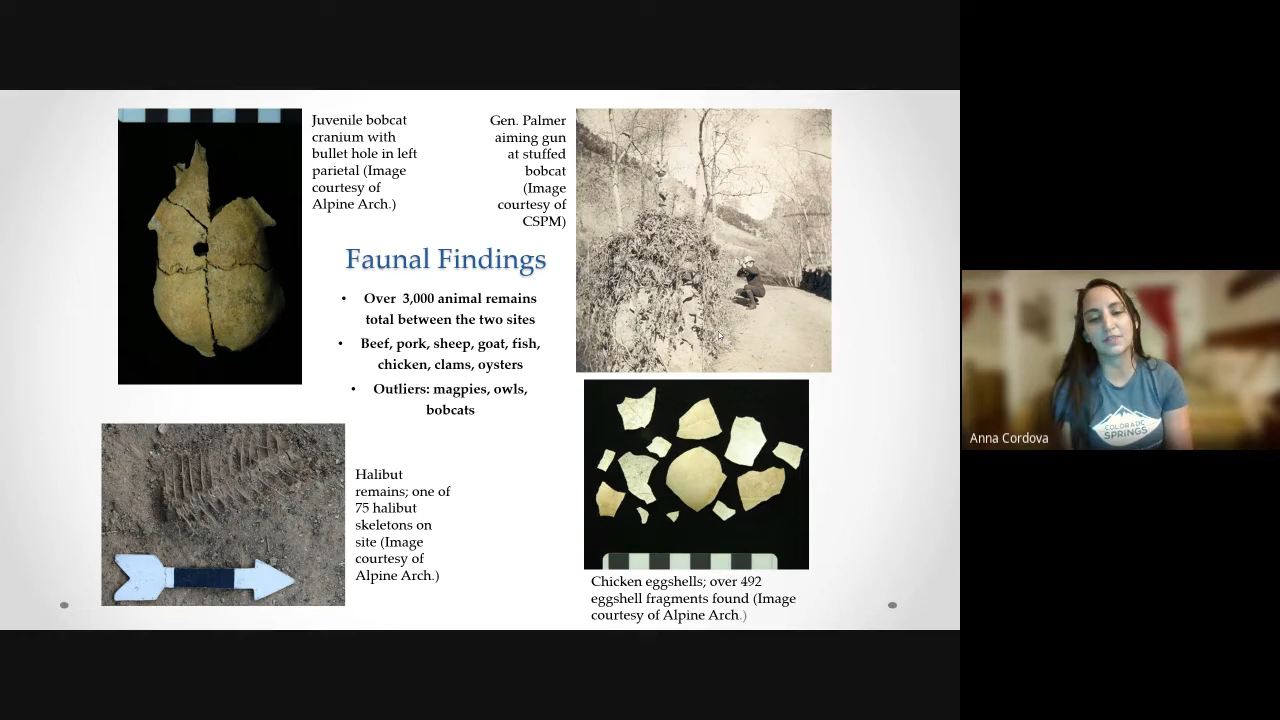 Juvenile bobcat
cranium with
bullet hole in left
parietal (Image
courtesy of
Alpine Arch.)
Gen. Palmer
aiming gun
at stuffed
bobcat
(Image
courtesy of
CSPM)
Faunal Findings
• Over 3,000 animal remains
total between the two sites
• Beef, pork, sheep, goat, fish,
chicken, clams, oysters
• Outliers: magpies, owls,
bobcats
Halibut
remains; one of
75 halibut
skeletons on
site (Image
courtesy of
Alpine Arch.)
Chicken eggshells; over 492
eggshell fragments found (Image
courtesy of Alpine Arch.)
COLORADO
SPRINGS
Anna Cordova